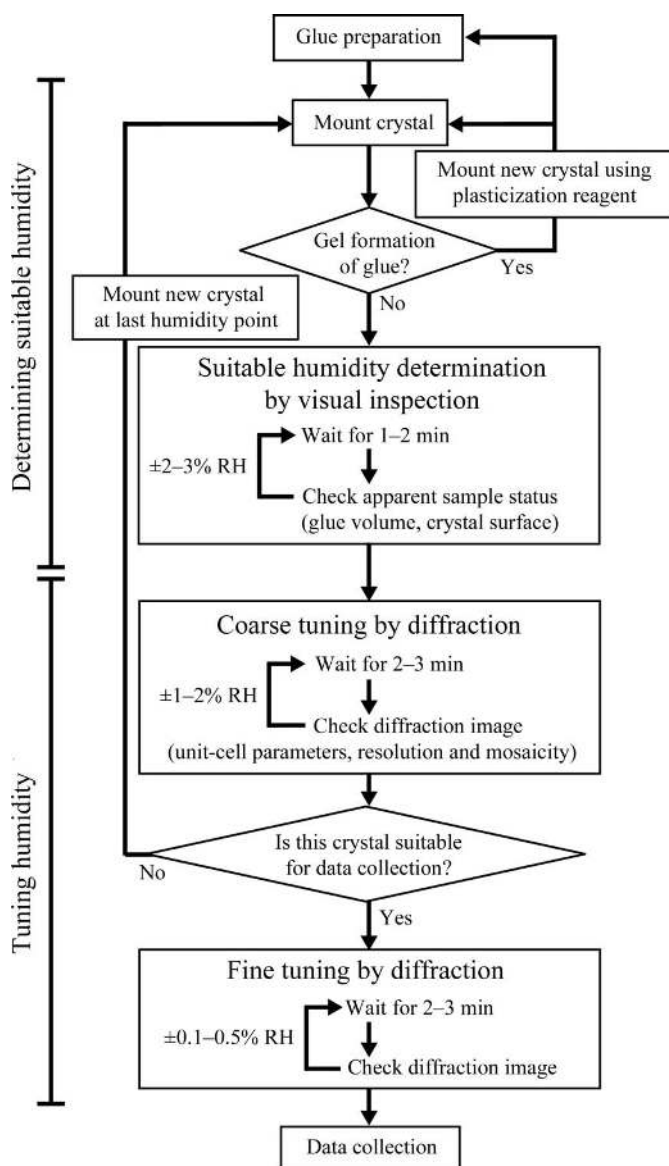 Glue preparation
Mount crystal
Mount new crystal using
plasticization reagent
Gel formation
of glue?
Yes
No
Mount new crystal
at last humidity point
Determining suitable humidity
Suitable humidity determination
by visual inspection
Wait for 1–2 min
±2–3% RH
Check apparent sample status
(glue volume, crystal surface)
Tuning humidity
Coarse tuning by diffraction
Wait for 2–3 min
±1–2% RH
Check diffraction image
(unit-cell parameters, resolution and mosaicity)
Is this crystal suitable
for data collection?
No
Yes
Fine tuning by diffraction
Wait for 2–3 min
±0.1–0.5% RH
Check diffraction image
Data collection